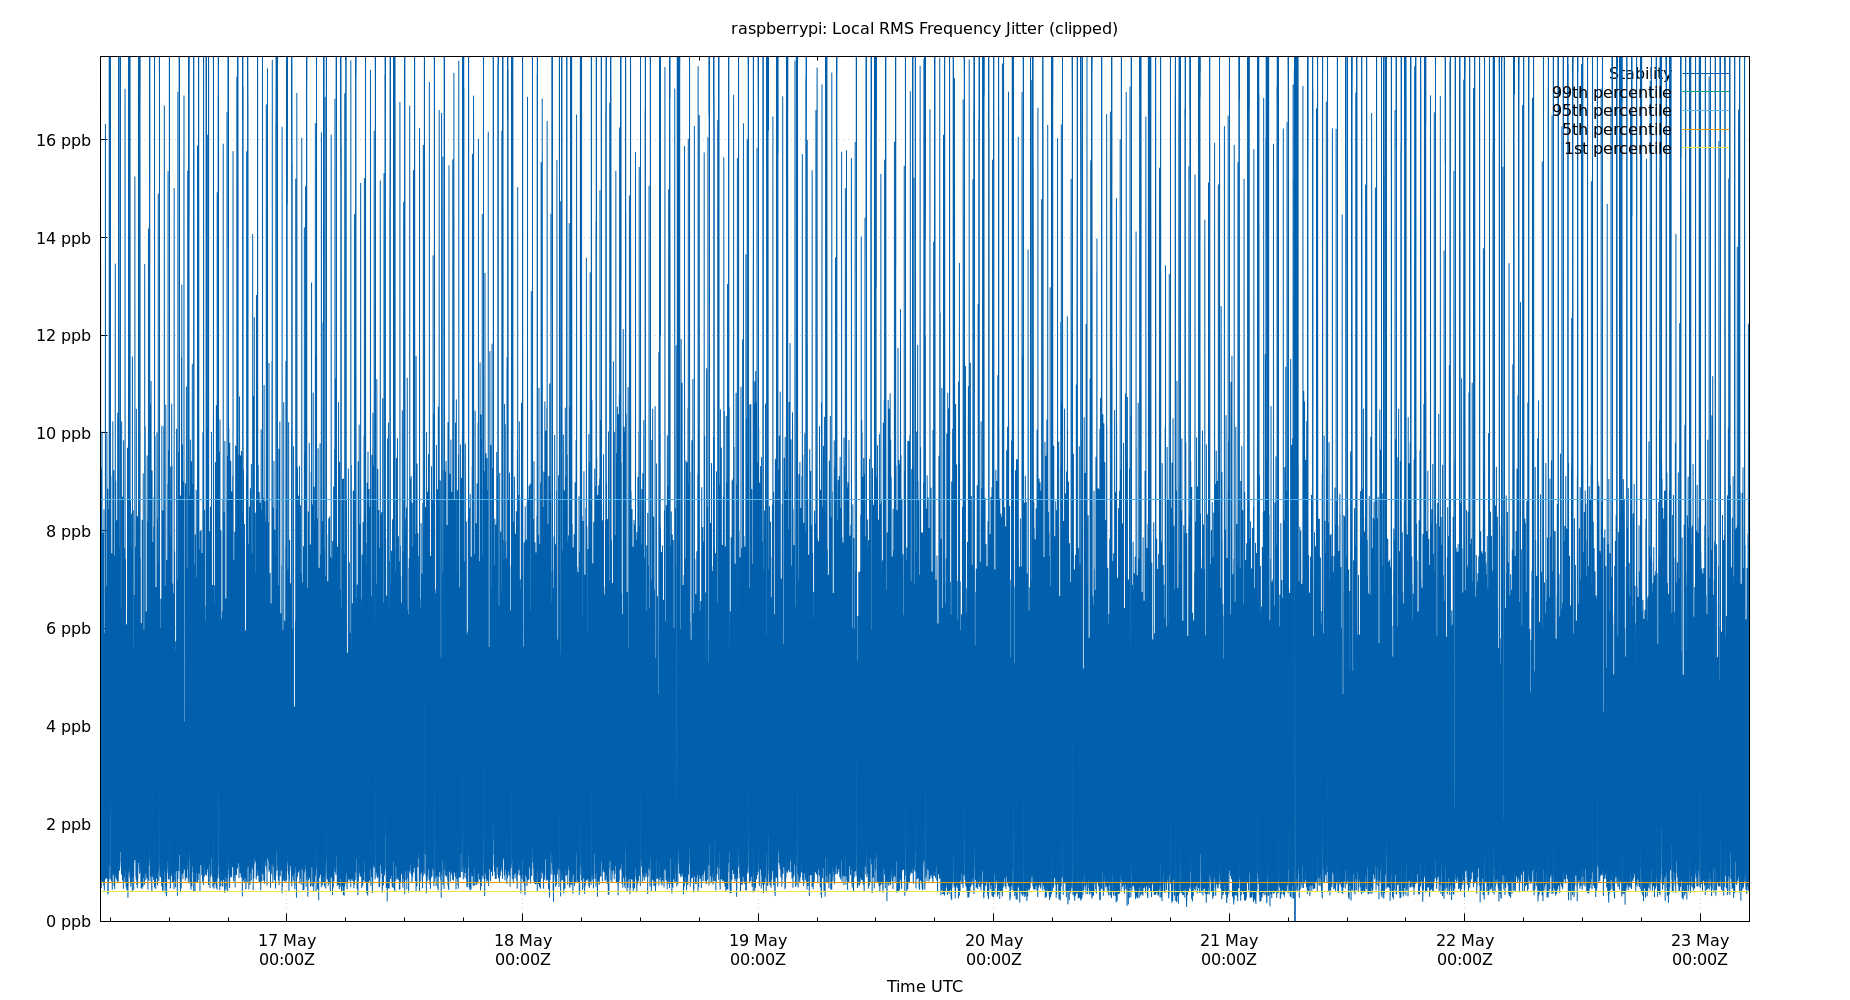 raspberrypi: Local RMS Frequency Jitter (clipped)
Stability
99th percentile
95th percentile
5th percentile
1st percentile
16 ppb
14 ppb
12 ppb
10 ppb
8 ppb
6 ppb
4 ppb
2 ppb
0 ppb
17 May 18 May 19 May 20 May 21 May 22 May 23 May
00:00Z 00:00Z 00:00Z 00:00Z 00:00Z 00:00Z 00:00Z
Time UTC